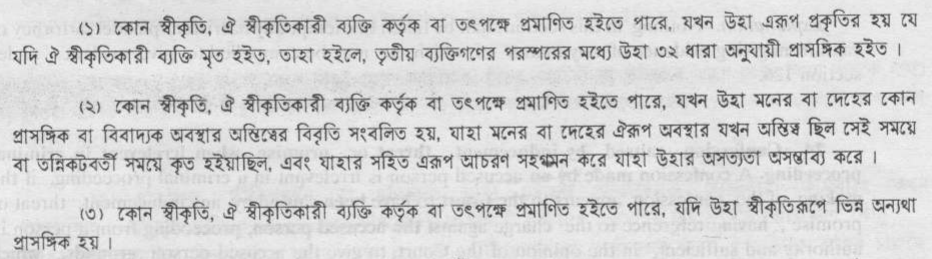 (১) কোন স্বীকৃতি, ঐ স্বীকৃতিকারী ব্যক্তি কর্তৃক বা তৎপক্ষে প্রমাণিত হইতে পারে, যখন উহা এরূপ প্রকৃতির হয় যে
যদি ঐ স্বীকৃতিকারী ব্যক্তি মৃত হইত, তাহা হইলে, তৃতীয় ব্যক্তিগণের পরস্পরের মধ্যে উহা ৩২ ধারা অনুযায়ী প্রাসঙ্গিক হইত ।
(২) কোন স্বীকৃতি, ঐ স্বীকৃতিকারী ব্যক্তি কর্তৃক বা তৎপক্ষে প্রমাণিত হইতে পারে, যখন উহা মনের বা দেহের কোন
প্রাসঙ্গিক বা বিবাদ্যক অবস্থার অস্তিত্বের বিবৃতি সংবলিত হয়, যাহা মনের বা দেহের ঐরূপ অবস্থার যখন অস্তিত্ব ছিল সেই সময়ে
বা তন্নিকটবর্তী সময়ে কৃত হইয়াছিল, এবং যাহার সহিত এরূপ আচরণ সহগমন করে যাহা উহার অসত্যতা অসম্ভাব্য করে ।
(৩) কোন স্বীকৃতি, ঐ স্বীকৃতিকারী ব্যক্তি কর্তৃক বা তৎপক্ষে প্রমাণিত হইতে পারে, যদি উহা স্বীকৃতিরূপে ভিন্ন অন্যথা
প্রাসঙ্গিক হয় ।